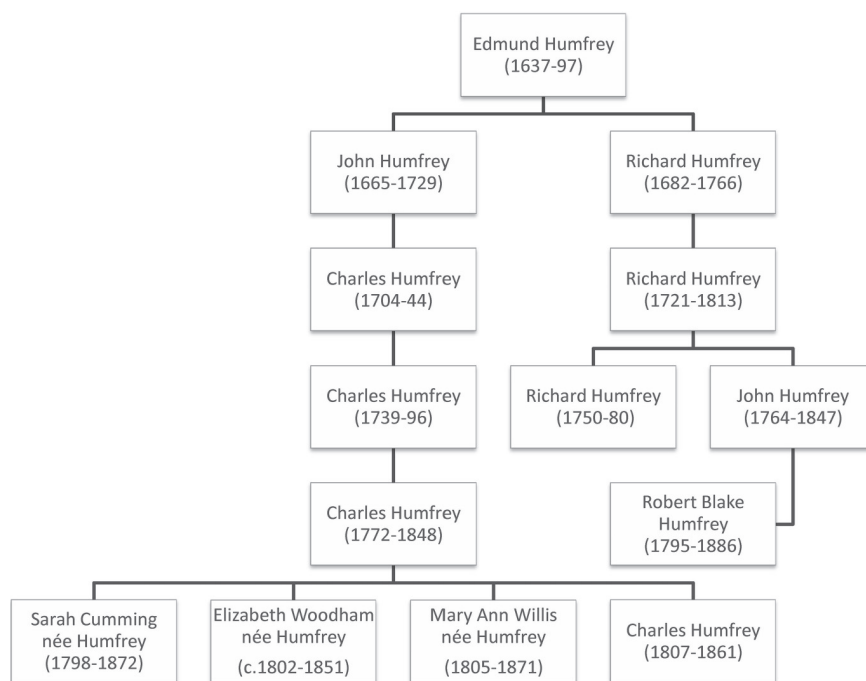 Edmund Humfrey
(1637-97)
John Humfrey
(1665-1729)
Richard Humfrey
(1682-1766)
Charles Humfrey
(1704-44)
Richard Humfrey
(1721-1813)
Charles Humfrey
(1739-96)
Richard Humfrey
(1750-80)
John Humfrey
(1764-1847)
Charles Humfrey
(1772-1848)
Robert Blake
Humfrey
(1795-1886)
Sarah Cumming
née Humfrey
(1798-1872)
Elizabeth Woodham
née Humfrey
(c.1802-1851)
Mary Ann Willis
née Humfrey
(1805-1871)
Charles Humfrey
(1807-1861)